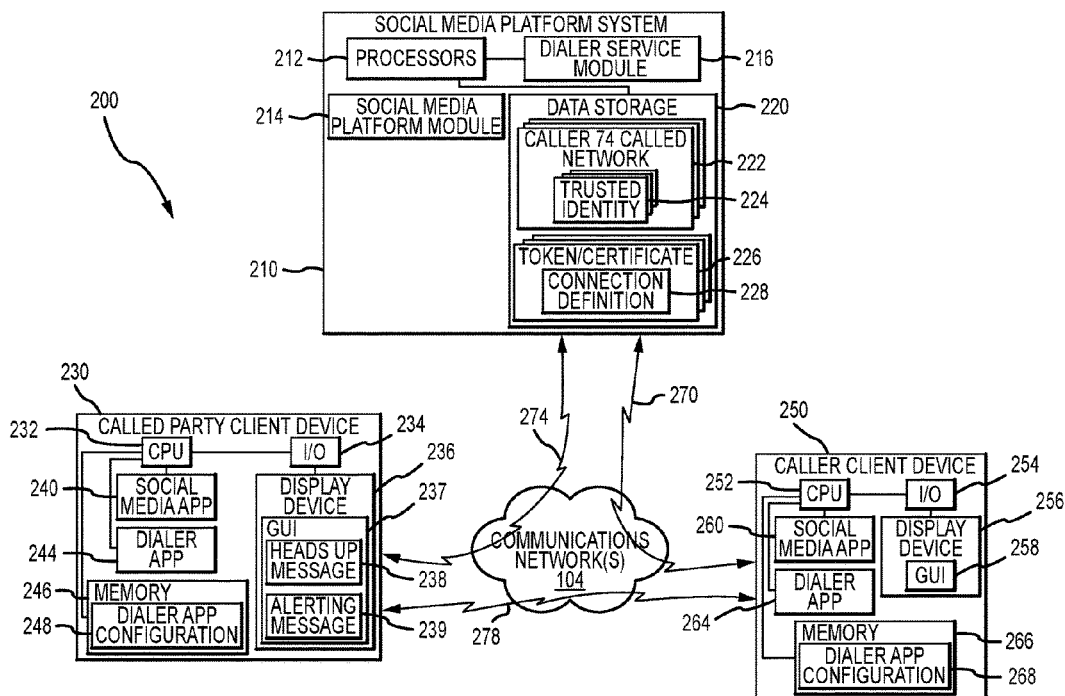 SOCIAL MEDIA PLATFORM SYSTEM
212
PROCESSORS
DIALER SERVICE
MODULE
216
200
214
SOCIAL MEDIA
PLATFORM MODULE
DATA STORAGE
220
CALLER 74 CALLED
NETWORK
222
TRUSTED
IDENTITY
224
210
TOKEN/CERTIFICATE
226
CONNECTION
DEFINITION
228
274
270
230
CALLED PARTY CLIENT DEVICE
232
CPU
I/O
234
240
SOCIAL
MEDIA APP
DISPLAY
DEVICE
236
237
GUI
HEADS UP
MESSAGE
238
244
DIALER
APP
246
MEMORY
248
DIALER APP
CONFIGURATION
ALERTING
MESSAGE
239
COMMUNICATIONS
NETWORK(S)
104
278
250
CALLER CLIENT DEVICE
252
CPU
I/O
254
260
SOCIAL
MEDIA APP
DISPLAY
DEVICE
256
GUI
258
264
DIALER
APP
MEMORY
266
DIALER APP
CONFIGURATION
268